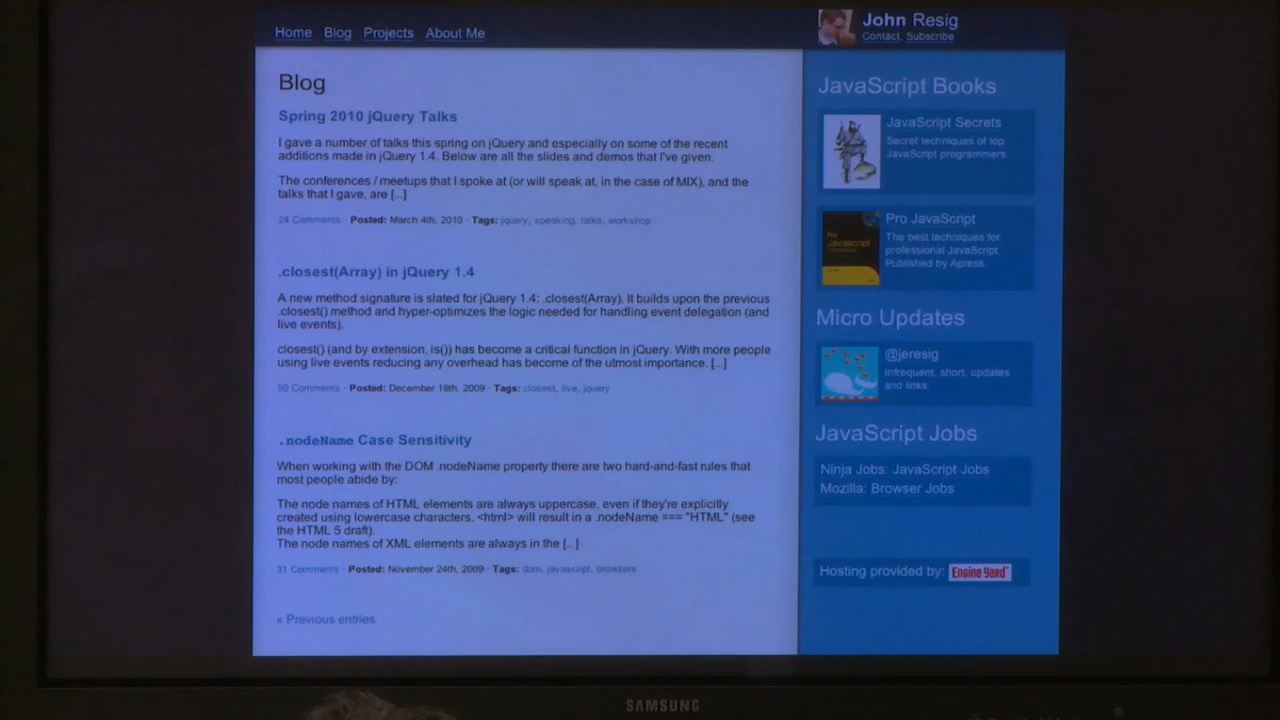 Home Blog Projects About Me
John Resig
Contact, Subscribe
Blog
Spring 2010 jQuery Talks
I gave a number of talks this spring on jQuery and especially on some of the recent
additions made in jQuery 1.4. Below are all the slides and demos that I've given.
The conferences / meetups that I spoke at (or will speak at, in the case of MIX), and the
talks that I gave, are [...]
24 Comments · Posted: March 4th, 2010 · Tags: jquery, speaking, talks, workshop
.closest(Array) in jQuery 1.4
A new method signature is slated for jQuery 1.4: .closest(Array). It builds upon the previous
.closest() method and hyper-optimizes the logic needed for handling event delegation (and
live events).
closest() (and by extension, is()) has become a critical function in jQuery. With more people
using live events reducing any overhead has become of the utmost importance. [...]
50 Comments · Posted: December 18th, 2009 · Tags: closest, live, jquery
.nodeName Case Sensitivity
When working with the DOM .nodeName property there are two hard-and-fast rules that
most people abide by:
The node names of HTML elements are always uppercase, even if they're explicitly
created using lowercase characters. <html> will result in a .nodeName === "HTML" (see
the HTML 5 draft).
The node names of XML elements are always in the [...]
31 Comments · Posted: November 24th, 2009 · Tags: dom, javascript, browsers
« Previous entries
JavaScript Books
JavaScript Secrets
Secret techniques of top
JavaScript programmers.
Pro JavaScript
The best techniques for
professional JavaScript.
Published by Apress.
Pro
JavaScript
Micro Updates
@jeresig
Infrequent, short, updates
and links
JavaScript Jobs
Ninja Jobs: JavaScript Jobs
Mozilla: Browser Jobs
Hosting provided by: Engine Yard
SAMSUNG